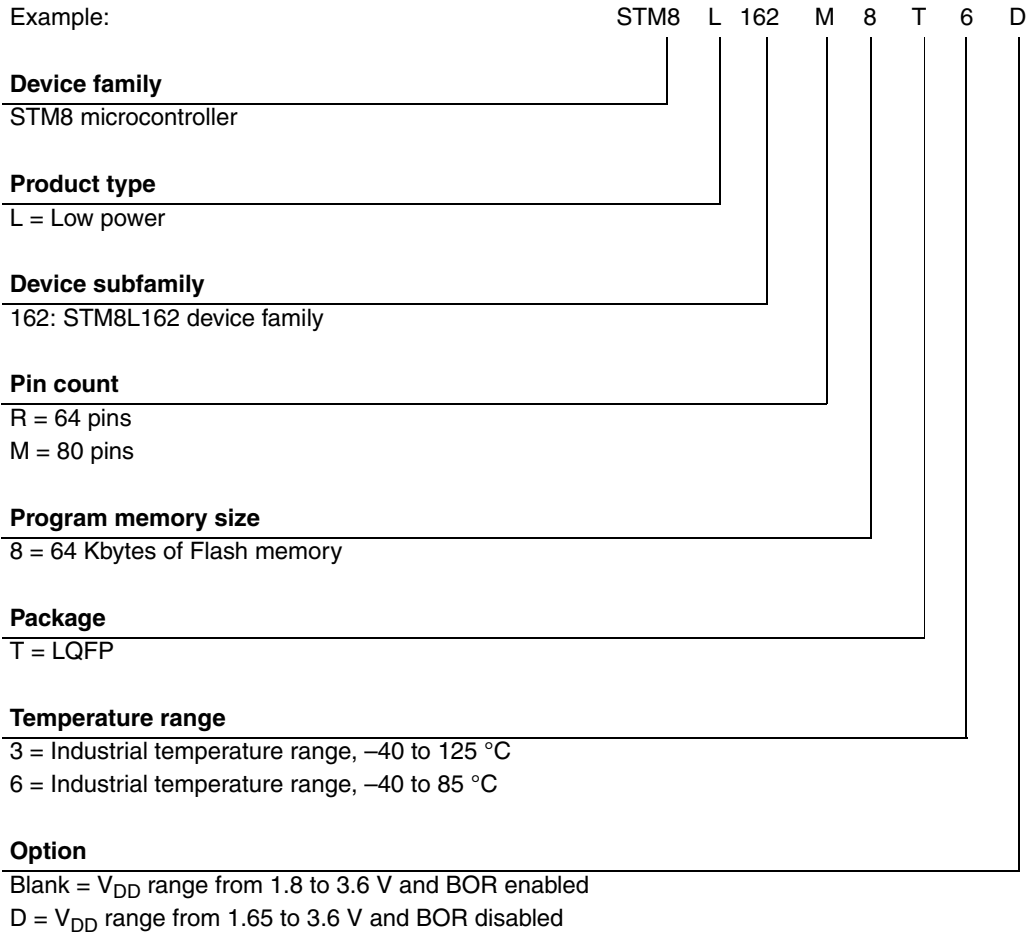 Example: STM8 L 162 M 8 T 6 D
Device family
STM8 microcontroller
Product type
L = Low power
Device subfamily
162: STM8L162 device family
Pin count
R = 64 pins
M = 80 pins
Program memory size
8 = 64 Kbytes of Flash memory
Package
T = LQFP
Temperature range
3 = Industrial temperature range, –40 to 125 °C
6 = Industrial temperature range, –40 to 85 °C
Option
Blank = VDD range from 1.8 to 3.6 V and BOR enabled
D = VDD range from 1.65 to 3.6 V and BOR disabled